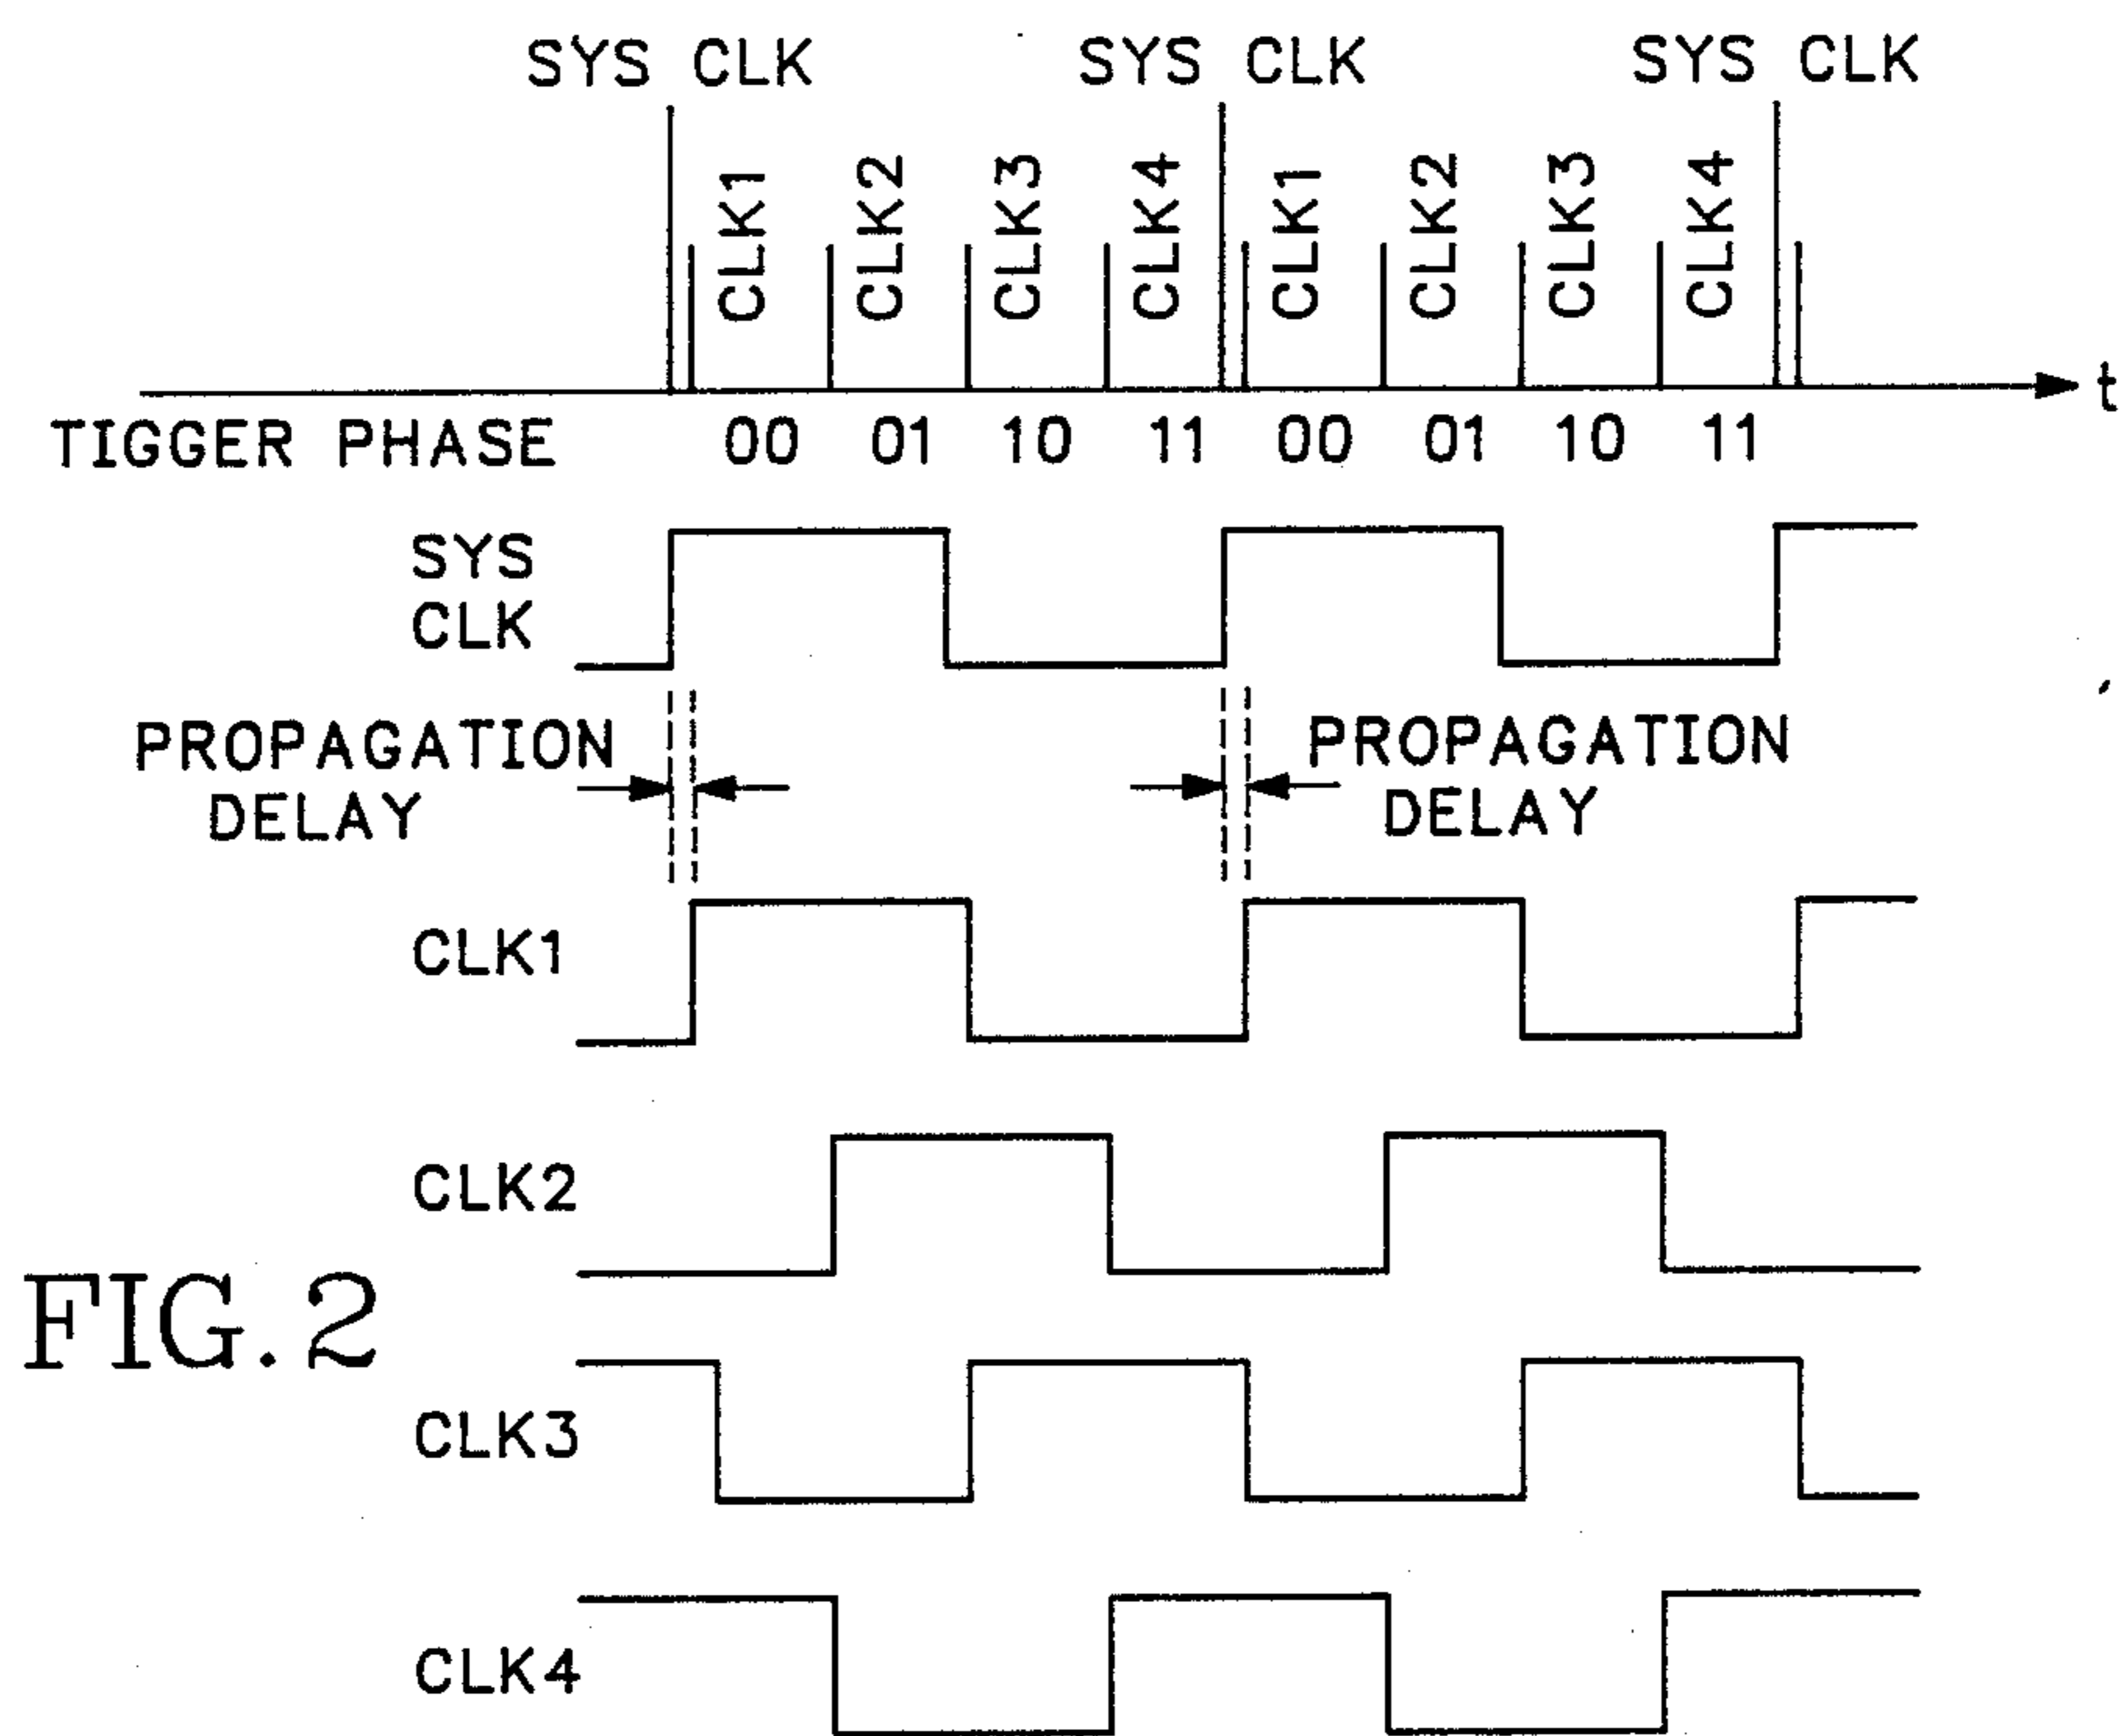 SYS CLK SYS CLK SYS CLK
CLK1 CLK2 CLK3 CLK4 CLK1 CLK2 CLK3 CLK4
t
TIGGER PHASE 00 01 10 11 00 01 10 11
SYS
CLK
PROPAGATION
DELAY
PROPAGATION
DELAY
CLK1
CLK2
FIG. 2
CLK3
CLK4